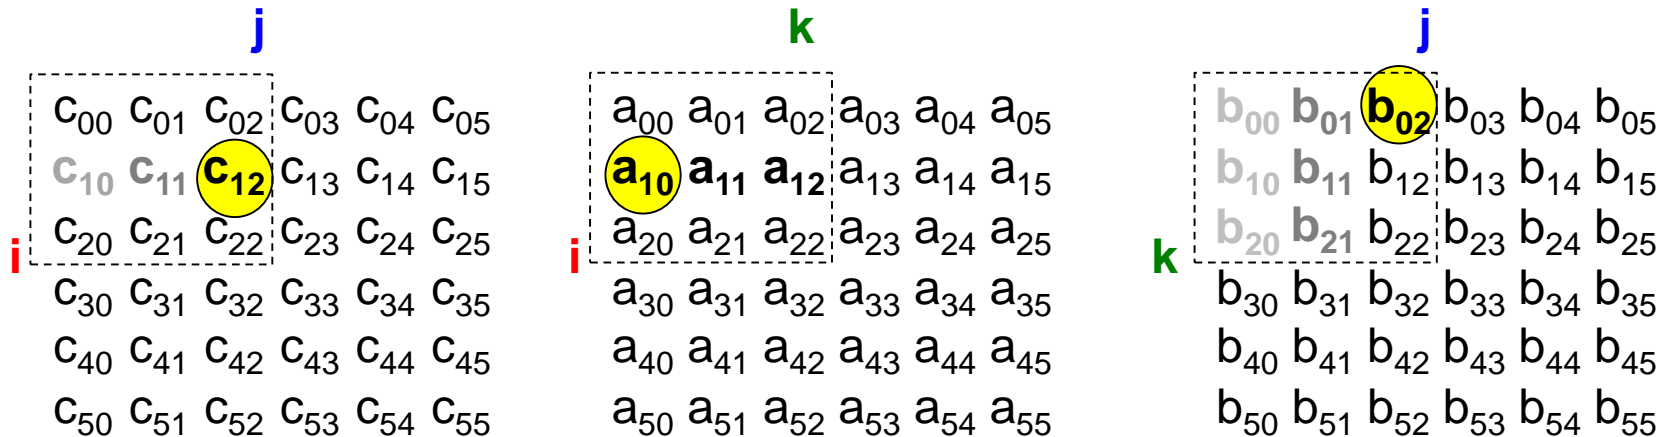 j k j
c00 c01 c02 c03 c04 c05 a00 a01 a02 a03 a04 a05 b00 b01 b02 b03 b04 b05
c10 c11 c12 c13 c14 c15 a10 a11 a12 a13 a14 a15 b10 b11 b12 b13 b14 b15
i c20 c21 c22 c23 c24 c25 i a20 a21 a22 a23 a24 a25 k b20 b21 b22 b23 b24 b25
c30 c31 c32 c33 c34 c35 a30 a31 a32 a33 a34 a35 b30 b31 b32 b33 b34 b35
c40 c41 c42 c43 c44 c45 a40 a41 a42 a43 a44 a45 b40 b41 b42 b43 b44 b45
c50 c51 c52 c53 c54 c55 a50 a51 a52 a53 a54 a55 b50 b51 b52 b53 b54 b55